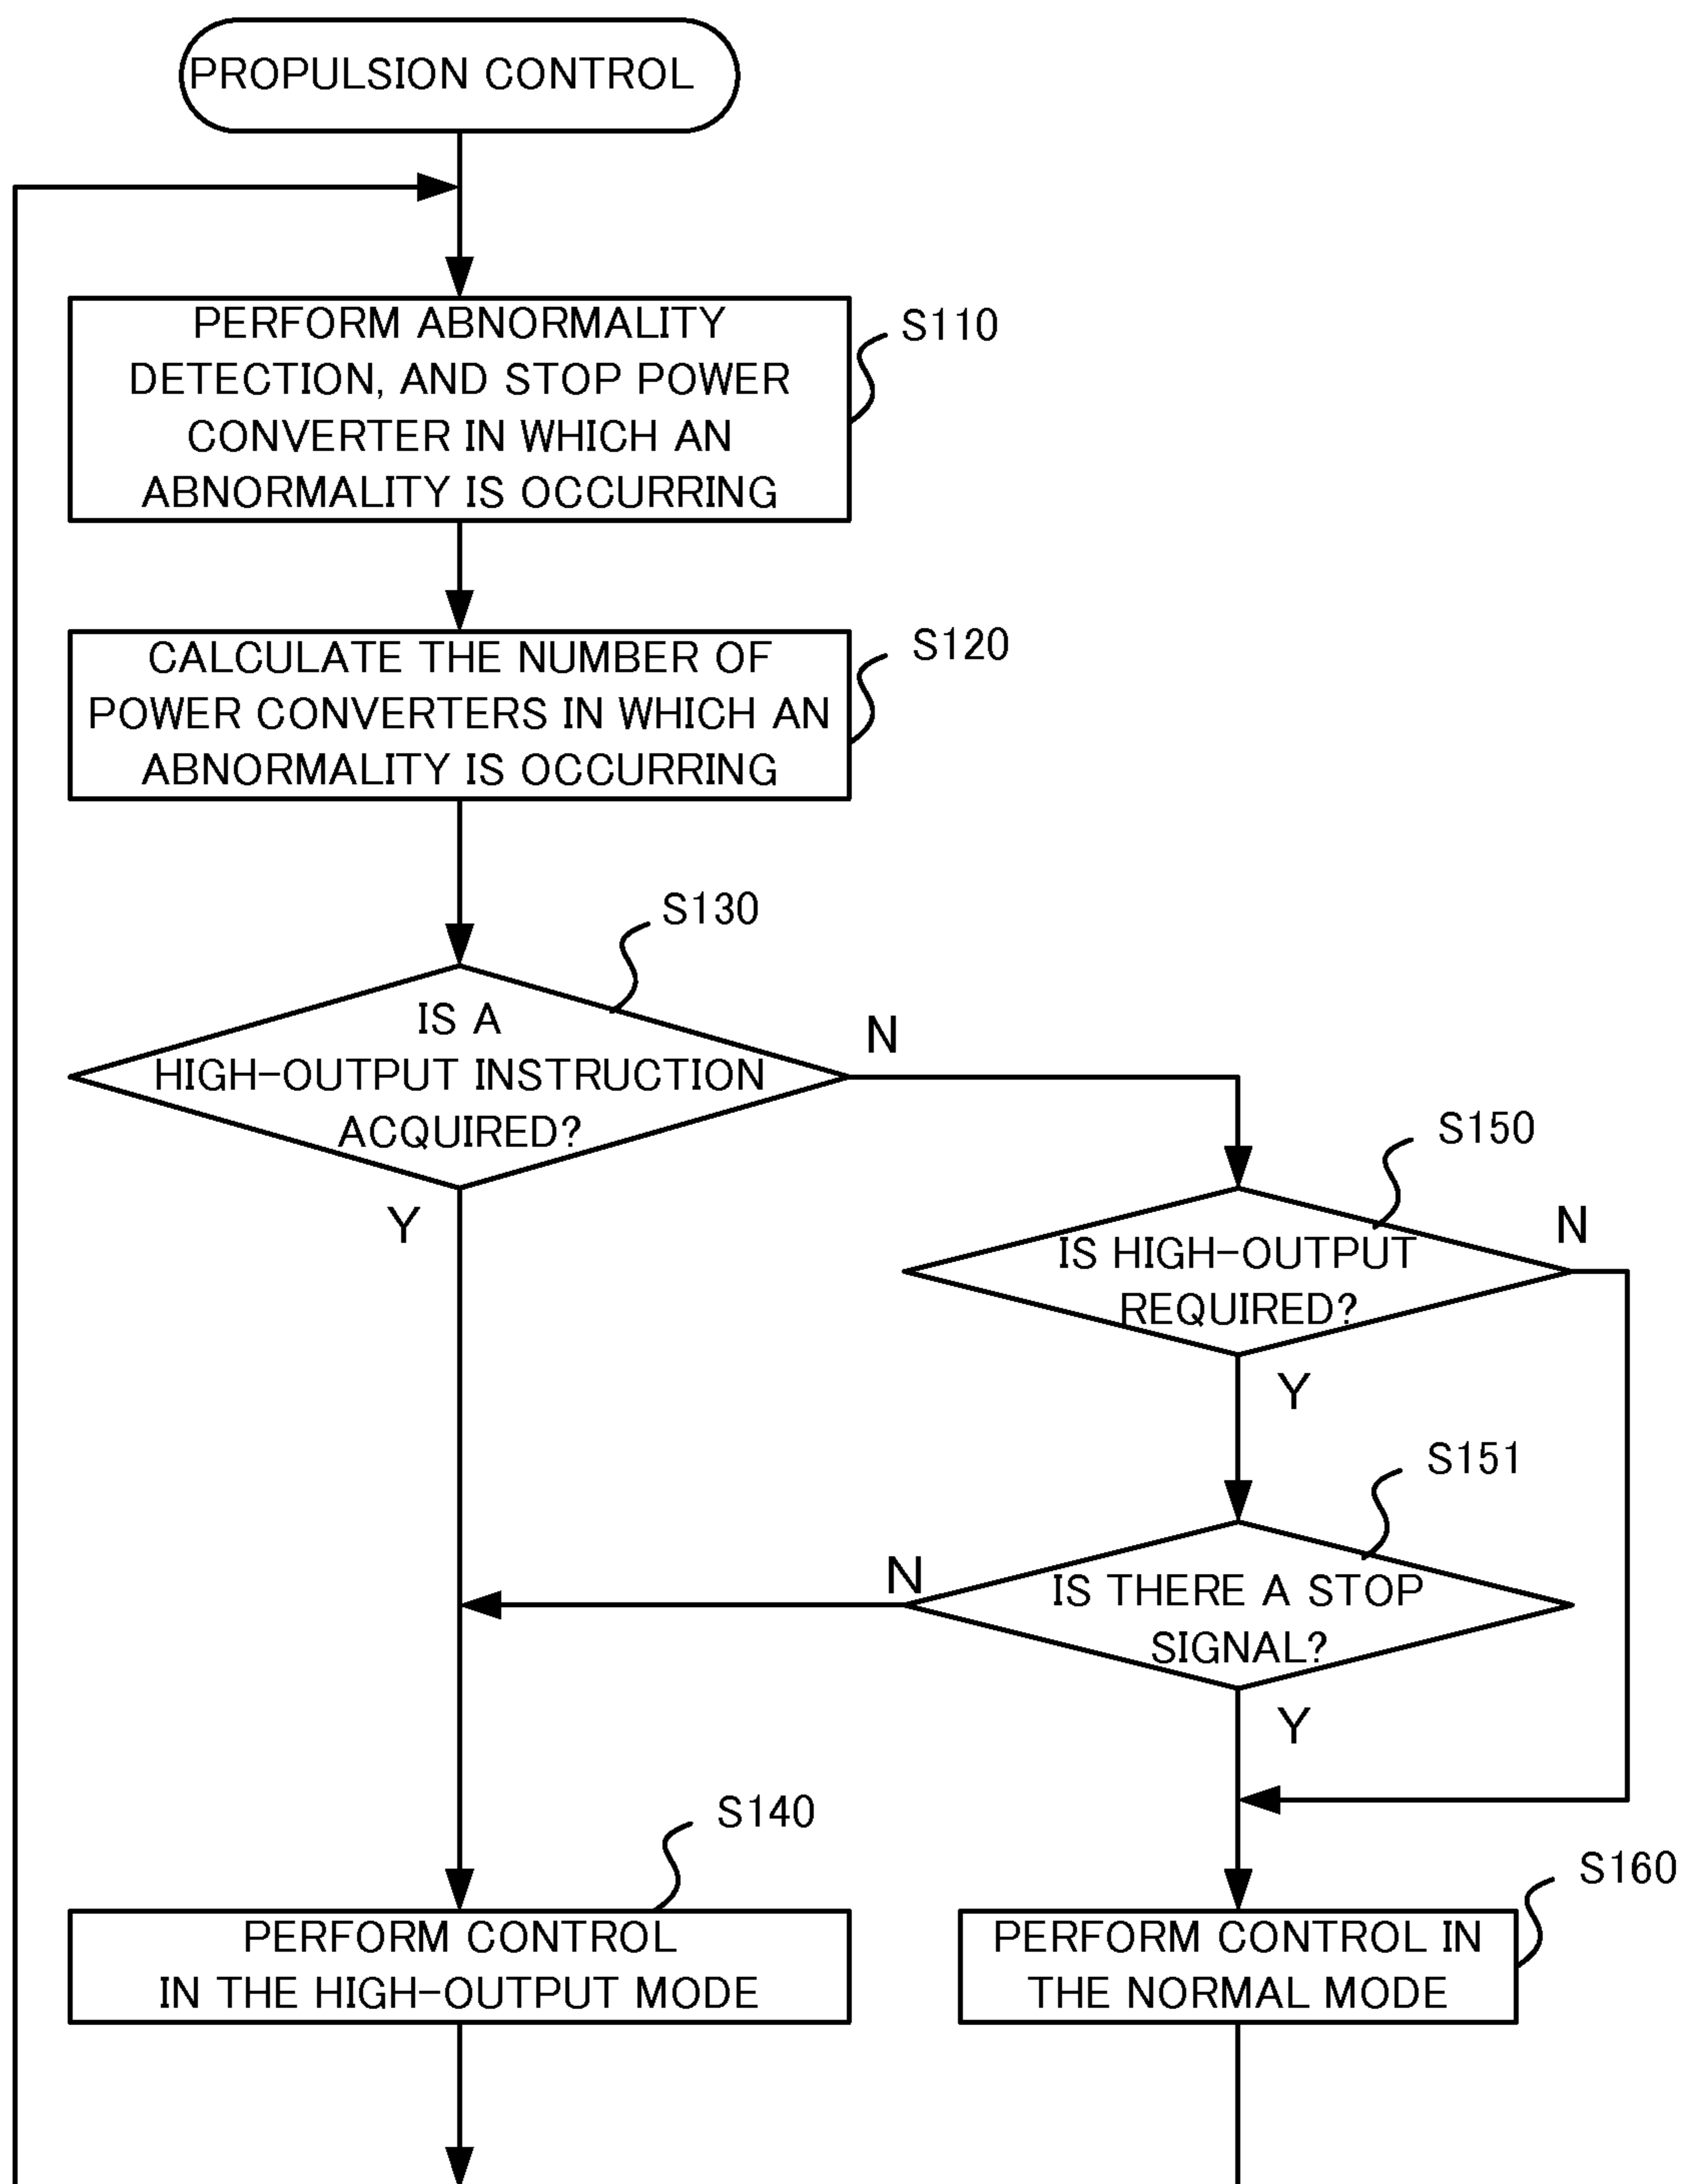 PROPULSION CONTROL
PERFORM ABNORMALITY
DETECTION, AND STOP POWER
CONVERTER IN WHICH AN
ABNORMALITY IS OCCURRING
S110
CALCULATE THE NUMBER OF
POWER CONVERTERS IN WHICH AN
ABNORMALITY IS OCCURRING
S120
S130
IS A
HIGH-OUTPUT INSTRUCTION
ACQUIRED?
N
Y
S150
IS HIGH-OUTPUT
REQUIRED?
N
Y
S151
IS THERE A STOP
SIGNAL?
N
Y
S140
PERFORM CONTROL
IN THE HIGH-OUTPUT MODE
S160
PERFORM CONTROL IN
THE NORMAL MODE